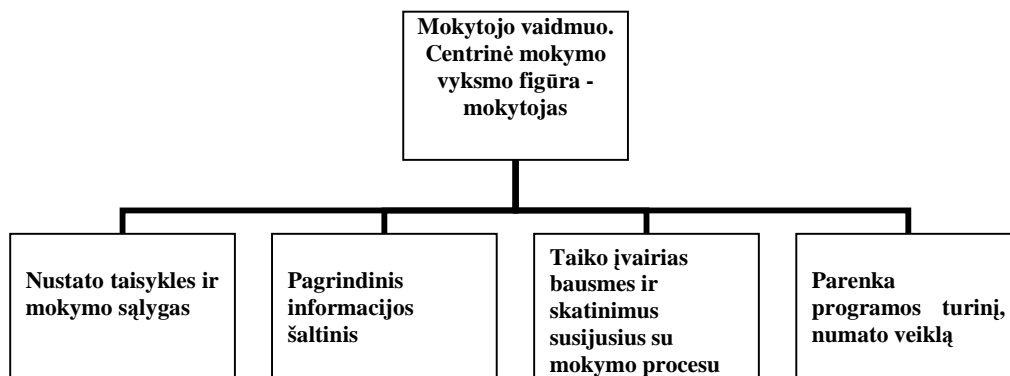 Mokytojo vaidmuo.
Centrinė mokymo
vyksmo figūra -
mokytojas
Nustato taisykles ir
mokymo sąlygas
Pagrindinis
informacijos
šaltinis
Taiko įvairias
bausmes ir
skatinimus
susijusius su
mokymo procesu
Parenka
programos turinį,
numato veiklą